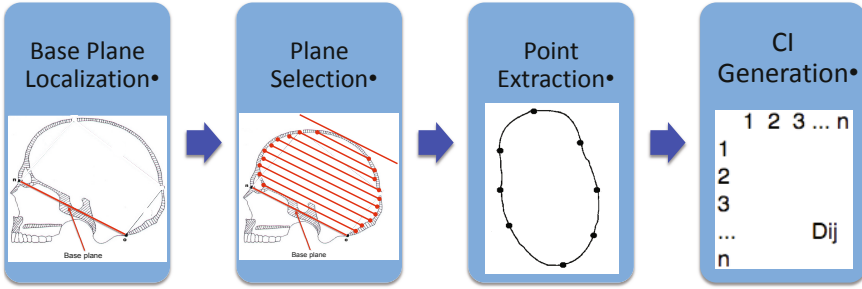 Base Plane
Localization•
n
o
Base plane
Plane
Selection•
n
o
Base plane
Point
Extraction•
CI
Generation•
1 2 3 ... n
1
2
3
... Dij
n